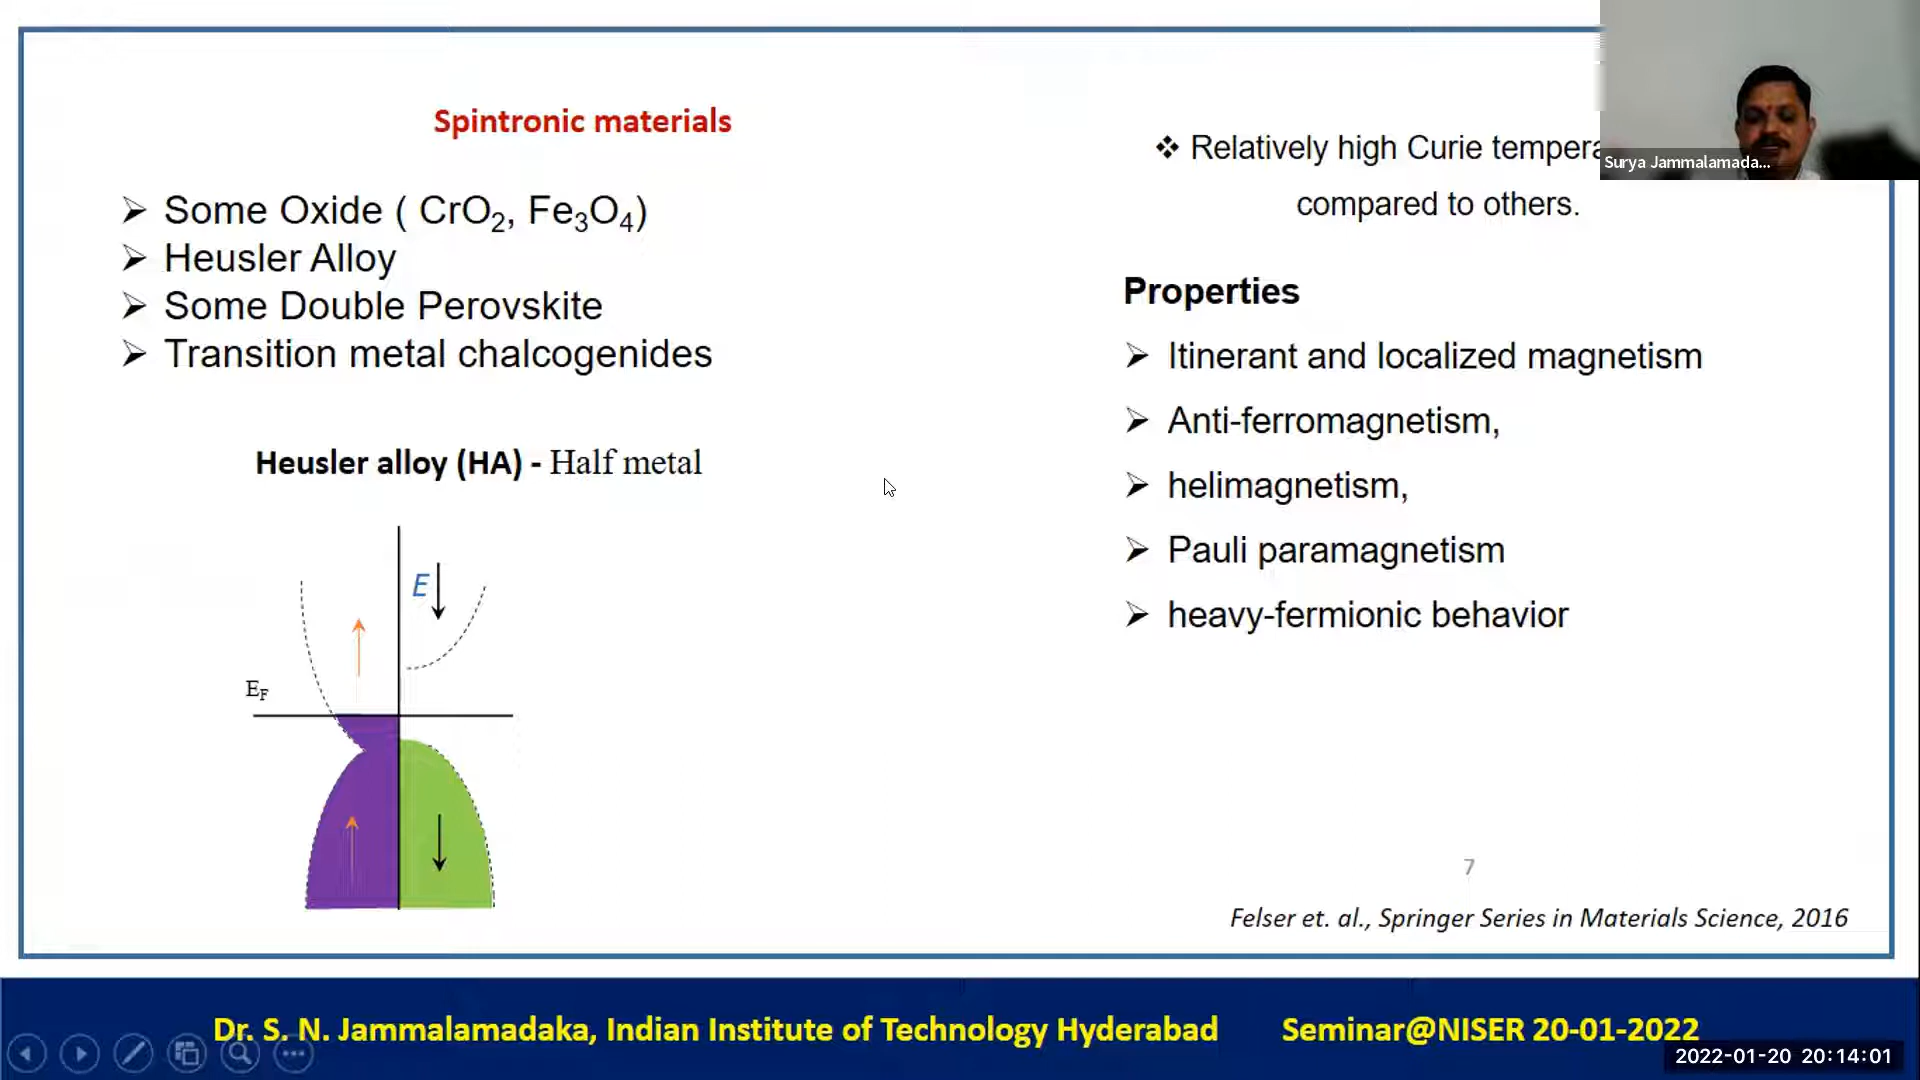 Spintronic materials
➢ Some Oxide ( CrO₂, Fe₃O₄)
➢ Heusler Alloy
➢ Some Double Perovskite
➢ Transition metal chalcogenides
Heusler alloy (HA) - Half metal
E
E_F
❖ Relatively high Curie
compared to others.
Properties
➢ Itinerant and localized magnetism
➢ Anti-ferromagnetism,
➢ helimagnetism,
➢ Pauli paramagnetism
➢ heavy-fermionic behavior
7
Felser et. al., Springer Series in Materials Science, 2016
Surya Jammalamada...
Dr. S. N. Jammalamadaka, Indian Institute of Technology Hyderabad Seminar@NISER 20-01-2022
2022-01-20 20:14:01